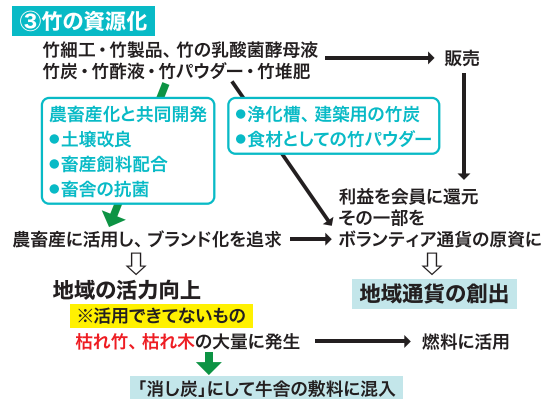 ③竹の資源化
竹細工・竹製品、竹の乳酸菌酵母液
竹炭・竹酢液・竹パウダー・竹堆肥
販売
農畜産化と共同開発
●土壌改良
●畜産飼料配合
●畜舎の抗菌
●浄化槽、建築用の竹炭
●食材としての竹パウダー
利益を会員に還元
その一部を
ボランティア通貨の原資に
農畜産に活用し、ブランド化を追求
地域の活力向上
地域通貨の創出
※活用できてないもの
枯れ竹、枯れ木の大量に発生
燃料に活用
「消し炭」にして牛舎の敷料に混入